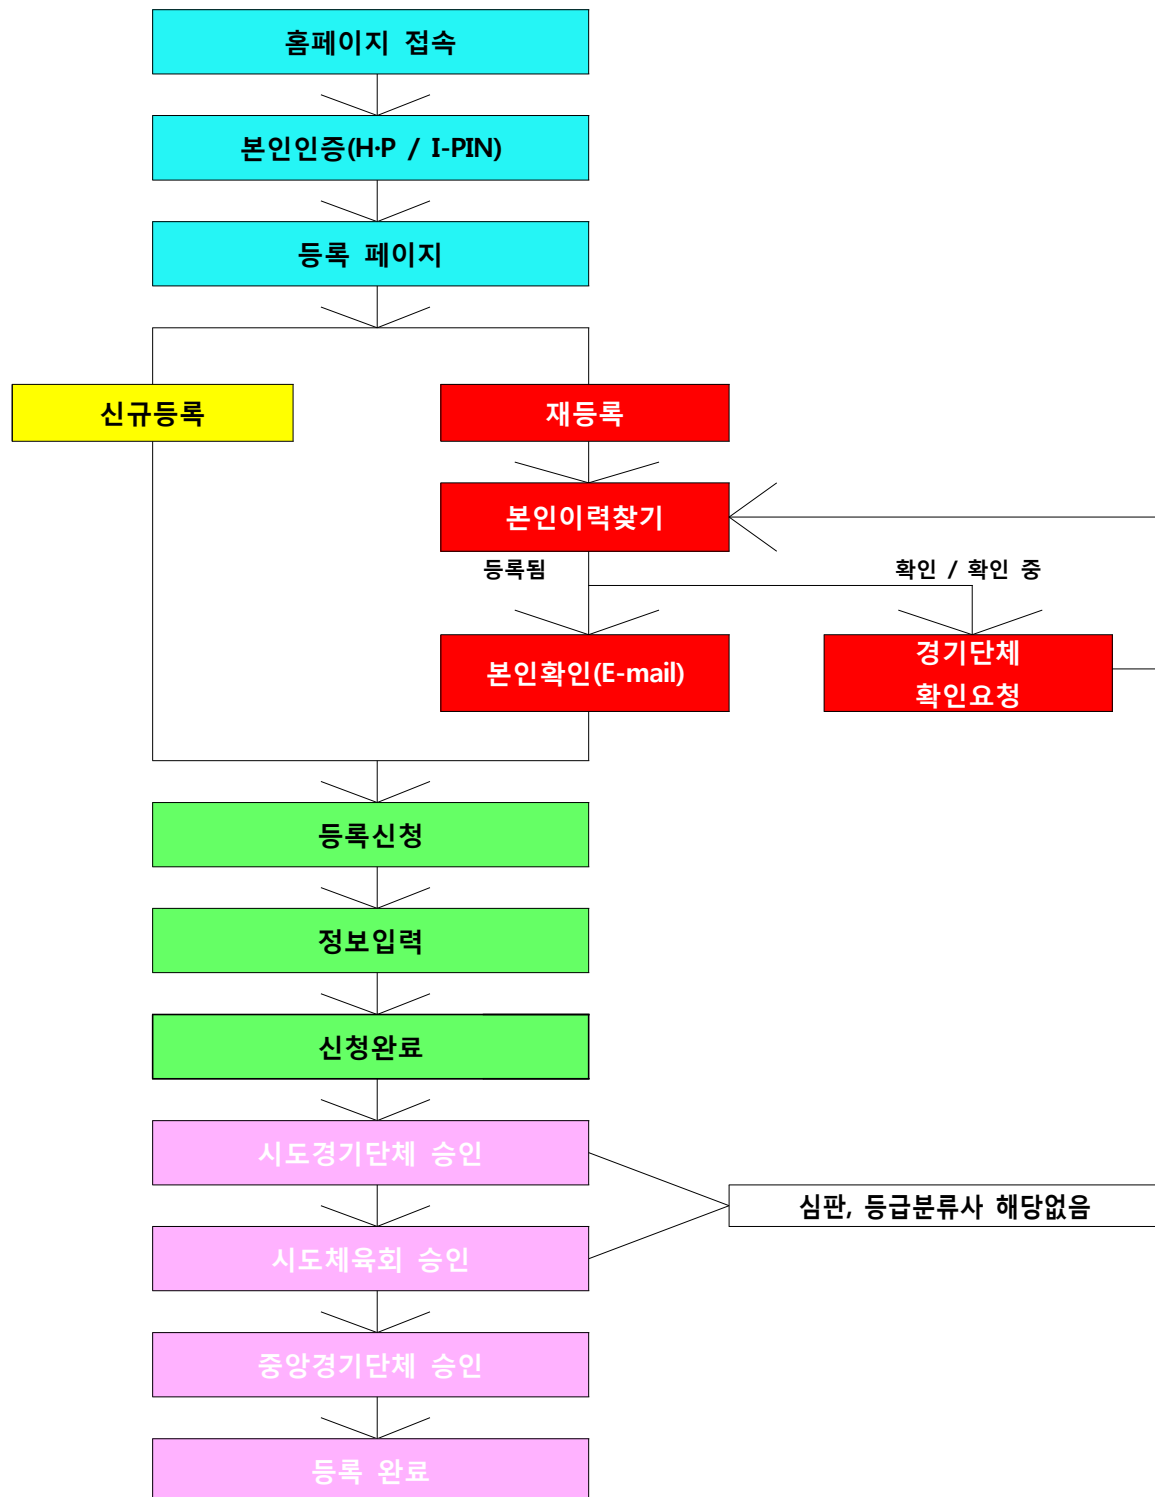 홈페이지 접속
본인인증(H·P / I-PIN)
등록 페이지
신규등록
재등록
본인이력찾기
등록됨
확인 / 확인 중
본인확인(E-mail)
경기단체
확인요청
등록신청
정보입력
신청완료
시도경기단체 승인
심판, 등급분류사 해당없음
시도체육회 승인
중앙경기단체 승인
등록 완료